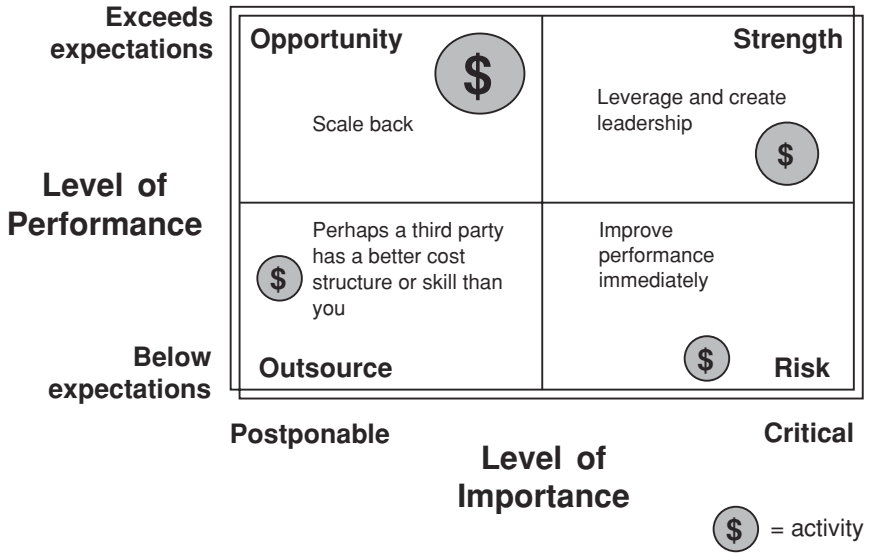 Exceeds
expectations
Opportunity
$
Strength
Scale back
Leverage and create
leadership
$
Level of
Performance
Perhaps a third party
has a better cost
structure or skill than
you
$
Improve
performance
immediately
Below
expectations
Outsource
$
Risk
Postponable
Critical
Level of
Importance
$ = activity